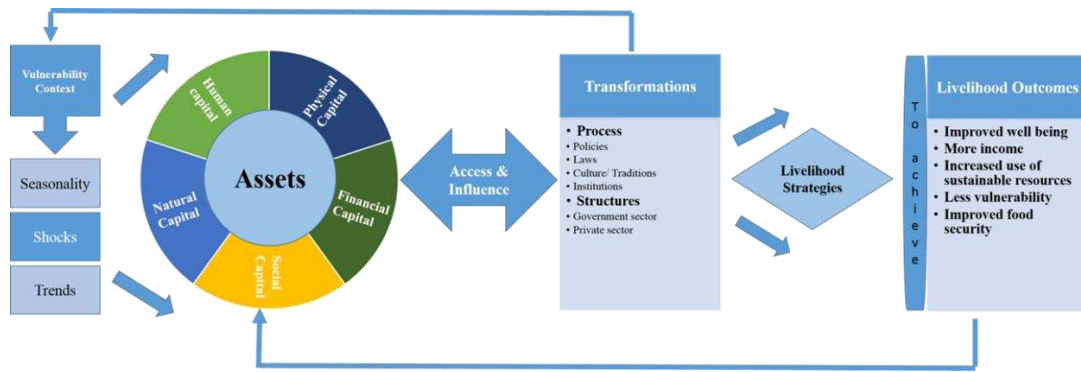 Vulnerability
Context
Seasonality
Shocks
Trends
Human
capital
Physical
Capital
Natural
Capital
Financial
Capital
Social
Capital
Assets
Access &
Influence
Transformations
• Process
• Policies
• Laws
• Culture/ Traditions
• Institutions
• Structures
• Government sector
• Private sector
Livelihood
Strategies
To achieve
Livelihood Outcomes
• Improved well being
• More income
• Increased use of
sustainable resources
• Less vulnerability
• Improved food
security